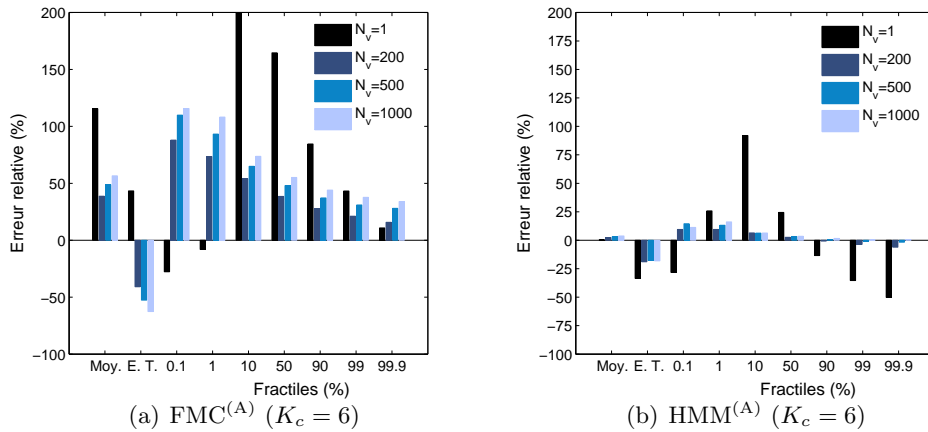 200
150
100
50
0
−50
−100
Erreur relative (%)
N_v=1
N_v=200
N_v=500
N_v=1000
Moy. E. T. 0.1 1 10 50 90 99 99.9
Fractiles (%)
(a) FMC^(A) (K_c = 6)
200
175
150
125
100
75
50
25
0
−25
−50
−75
−100
Erreur relative (%)
N_v=1
N_v=200
N_v=500
N_v=1000
Moy. E. T. 0.1 1 10 50 90 99 99.9
Fractiles (%)
(b) HMM^(A) (K_c = 6)